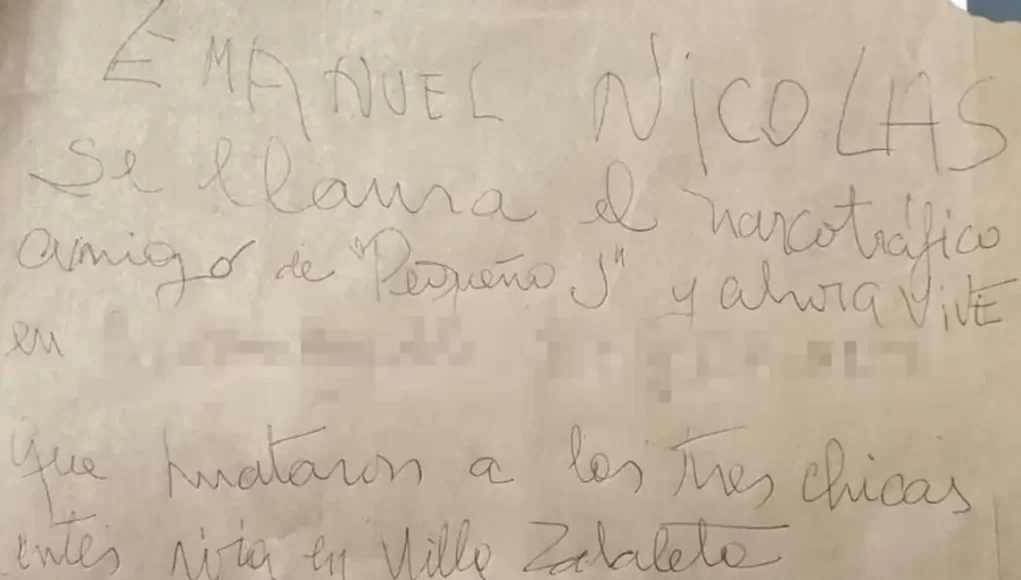 EMANUEL NiCOLAS
Se llama el narcotráfico
amigo de "Pequeño J" y ahora ViVE
en
que mataron a las tres chicas
entes vivia en Villa Zabaleta